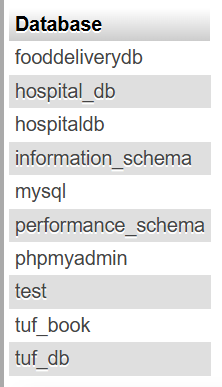 Database
fooddeliverydb
hospital_db
hospitaldb
information_schema
mysql
performance_schema
phpmyadmin
test
tuf_book
tuf_db